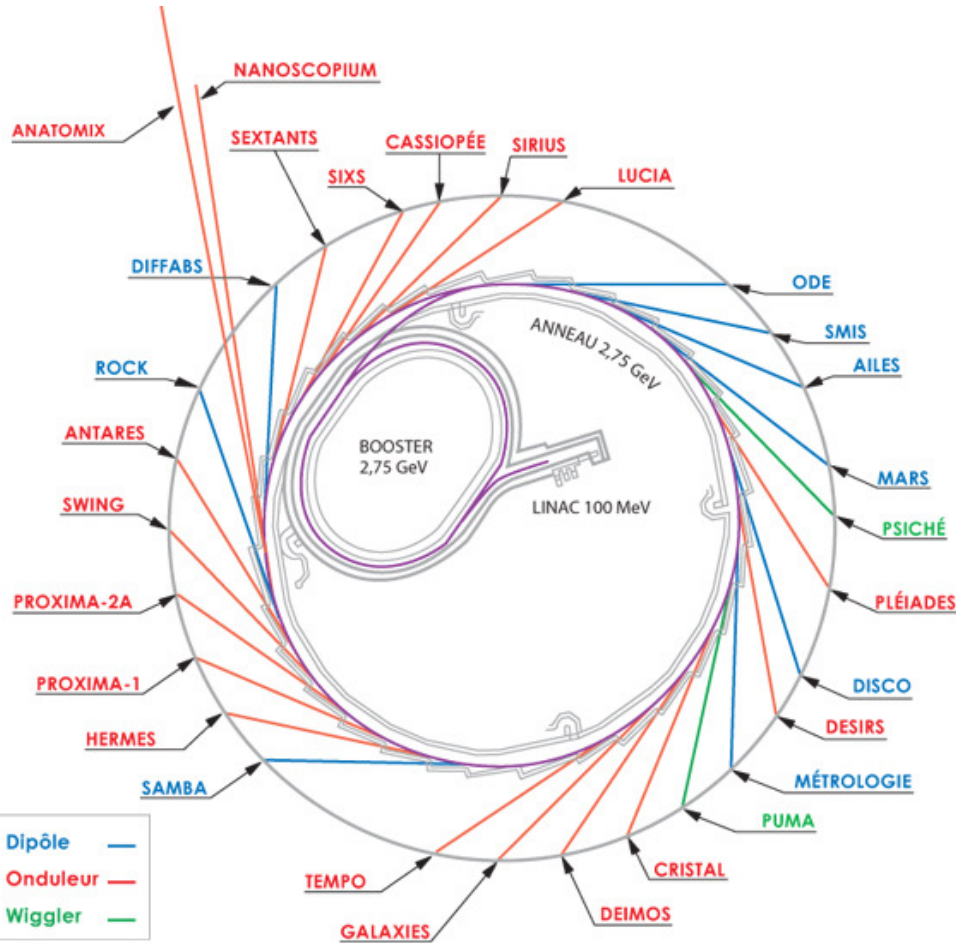 NANOSCOPIUM
ANATOMIX
SEXTANTS
CASSIOPÉE
SIRIUS
SIXS
LUCIA
DIFFABS
ODE
ANNEAU 2,75 GeV
SMIS
ROCK
AILES
ANTARES
BOOSTER
2,75 GeV
MARS
SWING
LINAC 100 MeV
PSICHÉ
PROXIMA-2A
PLÉIADES
PROXIMA-1
DISCO
HERMES
DESIRS
SAMBA
MÉTROLOGIE
PUMA
Dipôle
Onduleur
Wiggler
TEMPO
CRISTAL
GALAXIES
DEIMOS